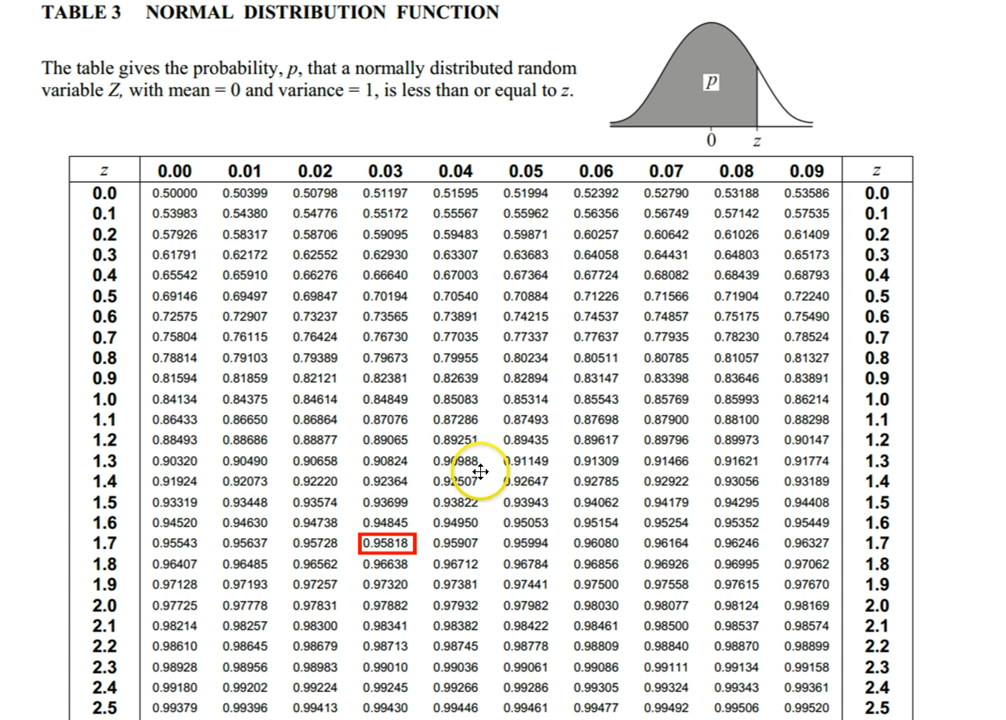 TABLE 3 NORMAL DISTRIBUTION FUNCTION
The table gives the probability, p, that a normally distributed random
variable Z, with mean = 0 and variance = 1, is less than or equal to z.
p
0 z
z 0.00 0.01 0.02 0.03 0.04 0.05 0.06 0.07 0.08 0.09 z
0.0 0.50000 0.50399 0.50798 0.51197 0.51595 0.51994 0.52392 0.52790 0.53188 0.53586 0.0
0.1 0.53983 0.54380 0.54776 0.55172 0.55567 0.55962 0.56356 0.56749 0.57142 0.57535 0.1
0.2 0.57926 0.58317 0.58706 0.59095 0.59483 0.59871 0.60257 0.60642 0.61026 0.61409 0.2
0.3 0.61791 0.62172 0.62552 0.62930 0.63307 0.63683 0.64058 0.64431 0.64803 0.65173 0.3
0.4 0.65542 0.65910 0.66276 0.66640 0.67003 0.67364 0.67724 0.68082 0.68439 0.68793 0.4
0.5 0.69146 0.69497 0.69847 0.70194 0.70540 0.70884 0.71226 0.71566 0.71904 0.72240 0.5
0.6 0.72575 0.72907 0.73237 0.73565 0.73891 0.74215 0.74537 0.74857 0.75175 0.75490 0.6
0.7 0.75804 0.76115 0.76424 0.76730 0.77035 0.77337 0.77637 0.77935 0.78230 0.78524 0.7
0.8 0.78814 0.79103 0.79389 0.79673 0.79955 0.80234 0.80511 0.80785 0.81057 0.81327 0.8
0.9 0.81594 0.81859 0.82121 0.82381 0.82639 0.82894 0.83147 0.83398 0.83646 0.83891 0.9
1.0 0.84134 0.84375 0.84614 0.84849 0.85083 0.85314 0.85543 0.85769 0.85993 0.86214 1.0
1.1 0.86433 0.86650 0.86864 0.87076 0.87286 0.87493 0.87698 0.87900 0.88100 0.88298 1.1
1.2 0.88493 0.88686 0.88877 0.89065 0.89251 0.89435 0.89617 0.89796 0.89973 0.90147 1.2
1.3 0.90320 0.90490 0.90658 0.90824 0.90988 0.91149 0.91309 0.91466 0.91621 0.91774 1.3
1.4 0.91924 0.92073 0.92220 0.92364 0.92507 0.92647 0.92785 0.92922 0.93056 0.93189 1.4
1.5 0.93319 0.93448 0.93574 0.93699 0.93822 0.93943 0.94062 0.94179 0.94295 0.94408 1.5
1.6 0.94520 0.94630 0.94738 0.94845 0.94950 0.95053 0.95154 0.95254 0.95352 0.95449 1.6
1.7 0.95543 0.95637 0.95728 0.95818 0.95907 0.95994 0.96080 0.96164 0.96246 0.96327 1.7
1.8 0.96407 0.96485 0.96562 0.96638 0.96712 0.96784 0.96856 0.96926 0.96995 0.97062 1.8
1.9 0.97128 0.97193 0.97257 0.97320 0.97381 0.97441 0.97500 0.97558 0.97615 0.97670 1.9
2.0 0.97725 0.97778 0.97831 0.97882 0.97932 0.97982 0.98030 0.98077 0.98124 0.98169 2.0
2.1 0.98214 0.98257 0.98300 0.98341 0.98382 0.98422 0.98461 0.98500 0.98537 0.98574 2.1
2.2 0.98610 0.98645 0.98679 0.98713 0.98745 0.98778 0.98809 0.98840 0.98870 0.98899 2.2
2.3 0.98928 0.98956 0.98983 0.99010 0.99036 0.99061 0.99086 0.99111 0.99134 0.99158 2.3
2.4 0.99180 0.99202 0.99224 0.99245 0.99266 0.99286 0.99305 0.99324 0.99343 0.99361 2.4
2.5 0.99379 0.99396 0.99413 0.99430 0.99446 0.99461 0.99477 0.99492 0.99506 0.99520 2.5